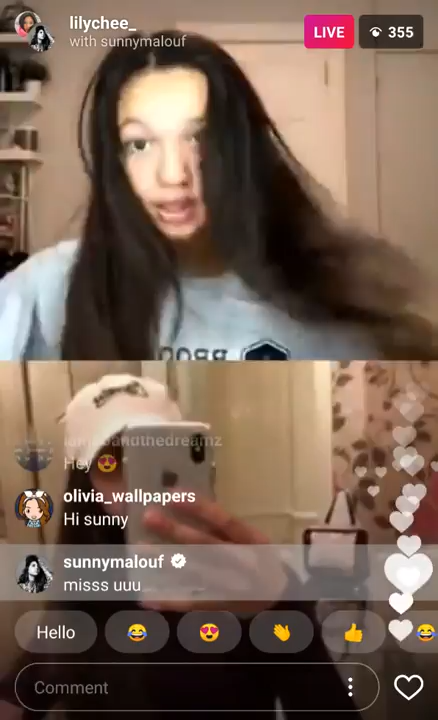 lilychee_
with sunnymalouf
LIVE
355
Hey 😍
olivia_wallpapers
Hi sunny
sunnymalouf
misss uuu
Hello
😂
😍
👏
👍
😂
Comment